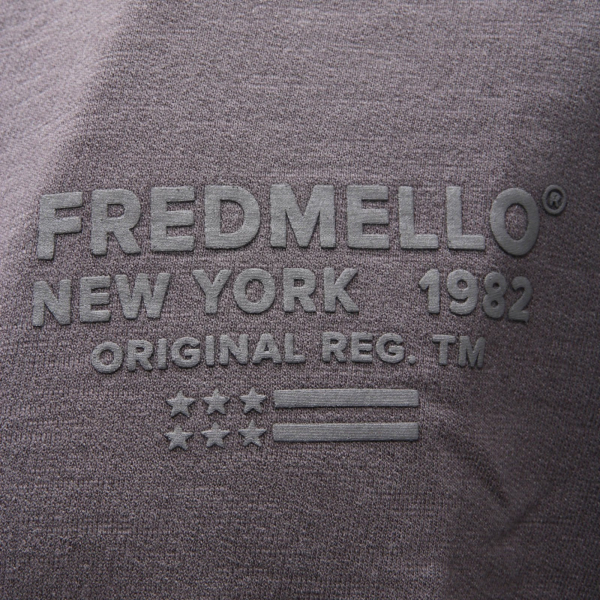 FREDMELLO®
NEW YORK 1982
ORIGINAL REG. TM